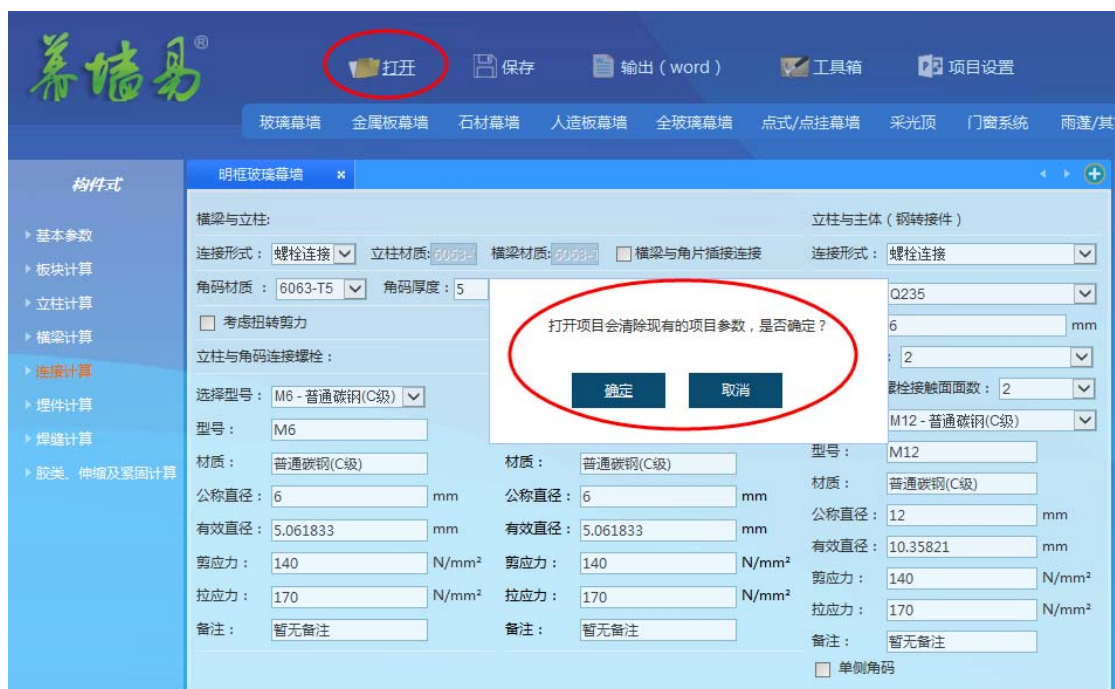 幕墙易®
打开 保存 输出（word） 工具箱 项目设置
玻璃幕墙 金属板幕墙 石材幕墙 人造板幕墙 全玻璃幕墙 点式/点挂幕墙 采光顶 门窗系统 雨蓬/其
构件式
基本参数
板块计算
立柱计算
横梁计算
连接计算
埋件计算
焊缝计算
胶类、伸缩及紧固计算
明框玻璃幕墙 ×
横梁与立柱:
连接形式： 螺栓连接 立柱材质: 横梁材质: 横梁与角片插接连接
角码材质 ： 6063-T5 角码厚度：5
考虑扭转剪力
立柱与角码连接螺栓：
选择型号： M6 - 普通碳钢(C级)
型号： M6
材质： 普通碳钢(C级)
公称直径： 6 mm
有效直径： 5.061833 mm
剪应力： 140 N/mm²
拉应力： 170 N/mm²
备注： 暂无备注
材质： 普通碳钢(C级)
公称直径： 6 mm
有效直径： 5.061833 mm
剪应力： 140 N/mm²
拉应力： 170 N/mm²
备注： 暂无备注
打开项目会清除现有的项目参数，是否确定？
确定 取消
立柱与主体（钢转接件）
连接形式： 螺栓连接
Q235
6 mm
：2
螺栓接触面面数： 2
M12 - 普通碳钢(C级)
型号： M12
材质： 普通碳钢(C级)
公称直径： 12 mm
有效直径： 10.35821 mm
剪应力： 140 N/mm²
拉应力： 170 N/mm²
备注： 暂无备注
单侧角码